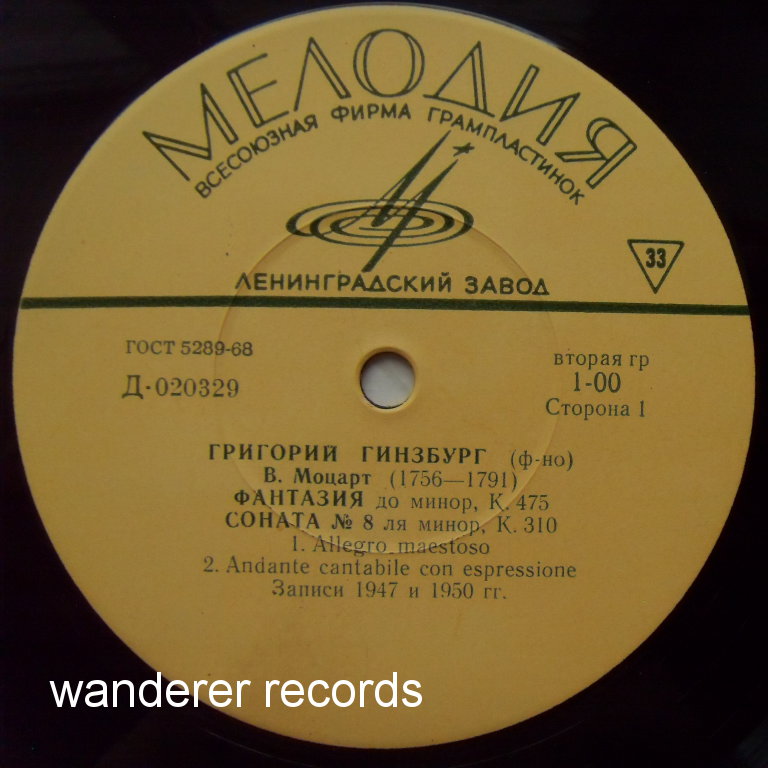 МЕЛОДИЯ
ВСЕСОЮЗНАЯ ФИРМА ГРАМПЛАСТИНОК
ЛЕНИНГРАДСКИЙ ЗАВОД
33
ГОСТ 5289-68
Д-020329
вторая гр
1-00
Сторона 1
ГРИГОРИЙ ГИНЗБУРГ (ф-но)
В. Моцарт (1756—1791)
ФАНТАЗИЯ до минор, К. 475
СОНАТА № 8 ля минор, К. 310
1. Allegro maestoso
2. Andante cantabile con espressione
Записи 1947 и 1950 гг.
wanderer records